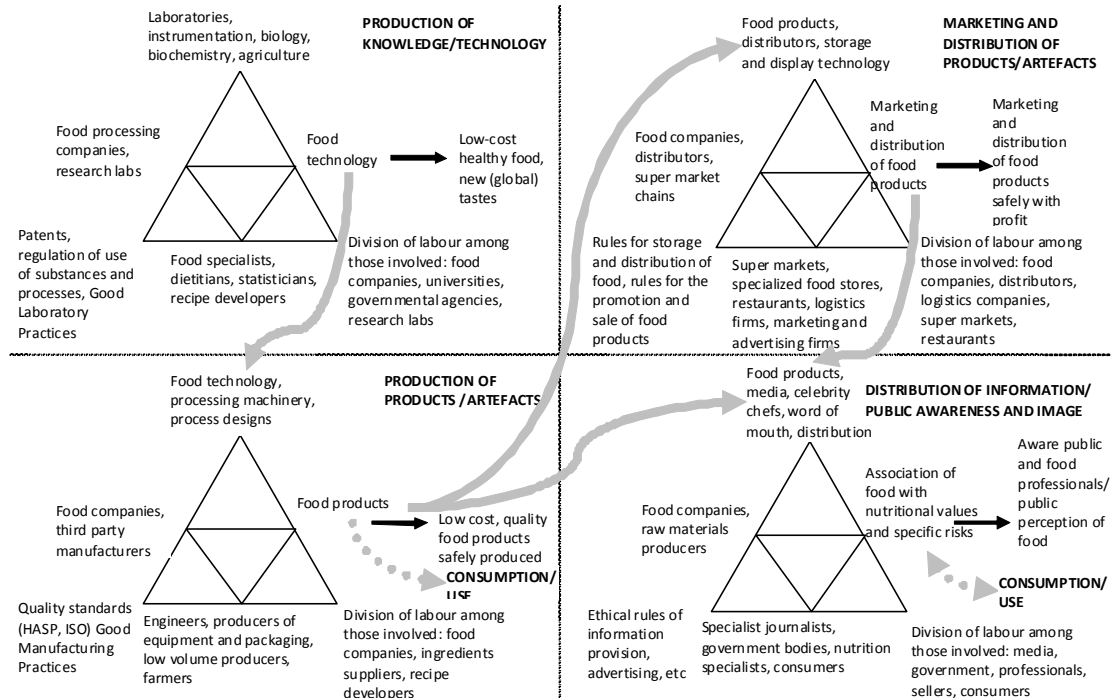 Laboratories,
instrumentation, biology,
biochemistry, agriculture
PRODUCTION OF
KNOWLEDGE/TECHNOLOGY
Food processing
companies,
research labs
Food
technology
Low-cost
healthy food,
new (global)
tastes
Patents,
regulation of use
of substances and
processes, Good
Laboratory
Practices
Food specialists,
dietitians, statisticians,
recipe developers
Division of labour among
those involved: food
companies, universities,
governmental agencies,
research labs
Food products,
distributors, storage
and display technology
MARKETING AND
DISTRIBUTION OF
PRODUCTS/ARTEFACTS
Food companies,
distributors,
super market
chains
Marketing
and
distribution
of food
products
Marketing
and
distribution
of food
products
safely with
profit
Rules for storage
and distribution of
food, rules for the
promotion and
sale of food
products
Super markets,
specialized food stores,
restaurants, logistics
firms, marketing and
advertising firms
Division of labour among
those involved: food
companies, distributors,
logistics companies,
super markets,
restaurants
Food technology,
processing machinery,
process designs
PRODUCTION OF
PRODUCTS /ARTEFACTS
Food companies,
third party
manufacturers
Food products
Low cost, quality
food products
safely produced
CONSUMPTION/
USE
Quality standards
(HASP, ISO) Good
Manufacturing
Practices
Engineers, producers of
equipment and packaging,
low volume producers,
farmers
Division of labour among
those involved: food
companies, ingredients
suppliers, recipe
developers
Food products,
media, celebrity
chefs, word of
mouth, distribution
DISTRIBUTION OF INFORMATION/
PUBLIC AWARENESS AND IMAGE
Food companies,
raw materials
producers
Association of
food with
nutritional values
and specific risks
Aware public
and food
professionals/
public
perception of
food
CONSUMPTION/
USE
Ethical rules of
information
provision,
advertising, etc
Specialist journalists,
government bodies, nutrition
specialists, consumers
Division of labour among
those involved: media,
government, professionals,
sellers, consumers